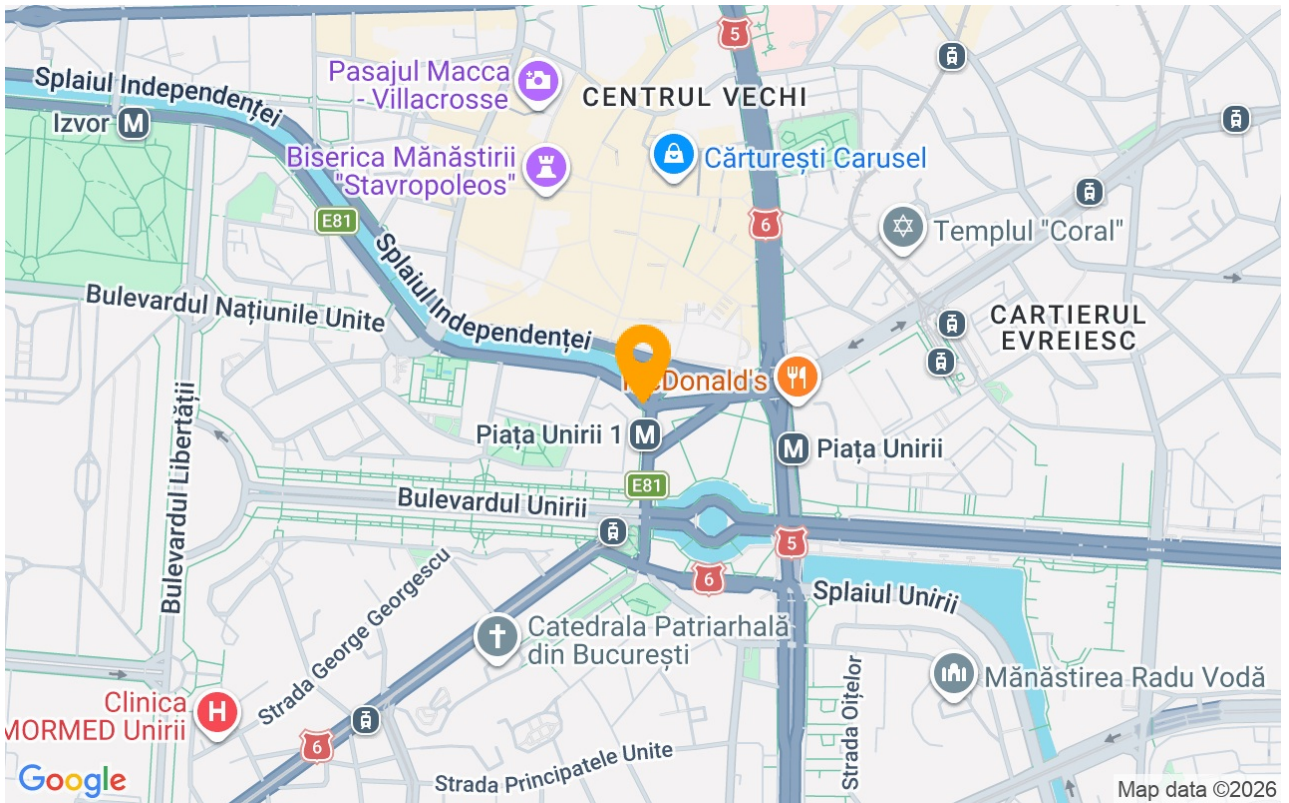 5
Splaiul Independenței
Pasajul Macca
- Villacrosse
CENTRUL VECHI
Izvor M
Biserica Mănăstirii
"Stavropoleos"
Cărturești Carusel
E81
6
Templul "Coral"
Splaiul Independenței
Bulevardul Națiunile Unite
CARTIERUL
EVREIESC
Donald's
Piața Unirii 1 M
M Piața Unirii
Bulevardul Libertății
E81
Bulevardul Unirii
5
6
Splaiul Unirii
Strada George Georgescu
Catedrala Patriarhală
din București
Mănăstirea Radu Vodă
Strada Oițelor
Clinica
MORMED Unirii
H
6
Strada Principatele Unite
Google
Map data ©2026